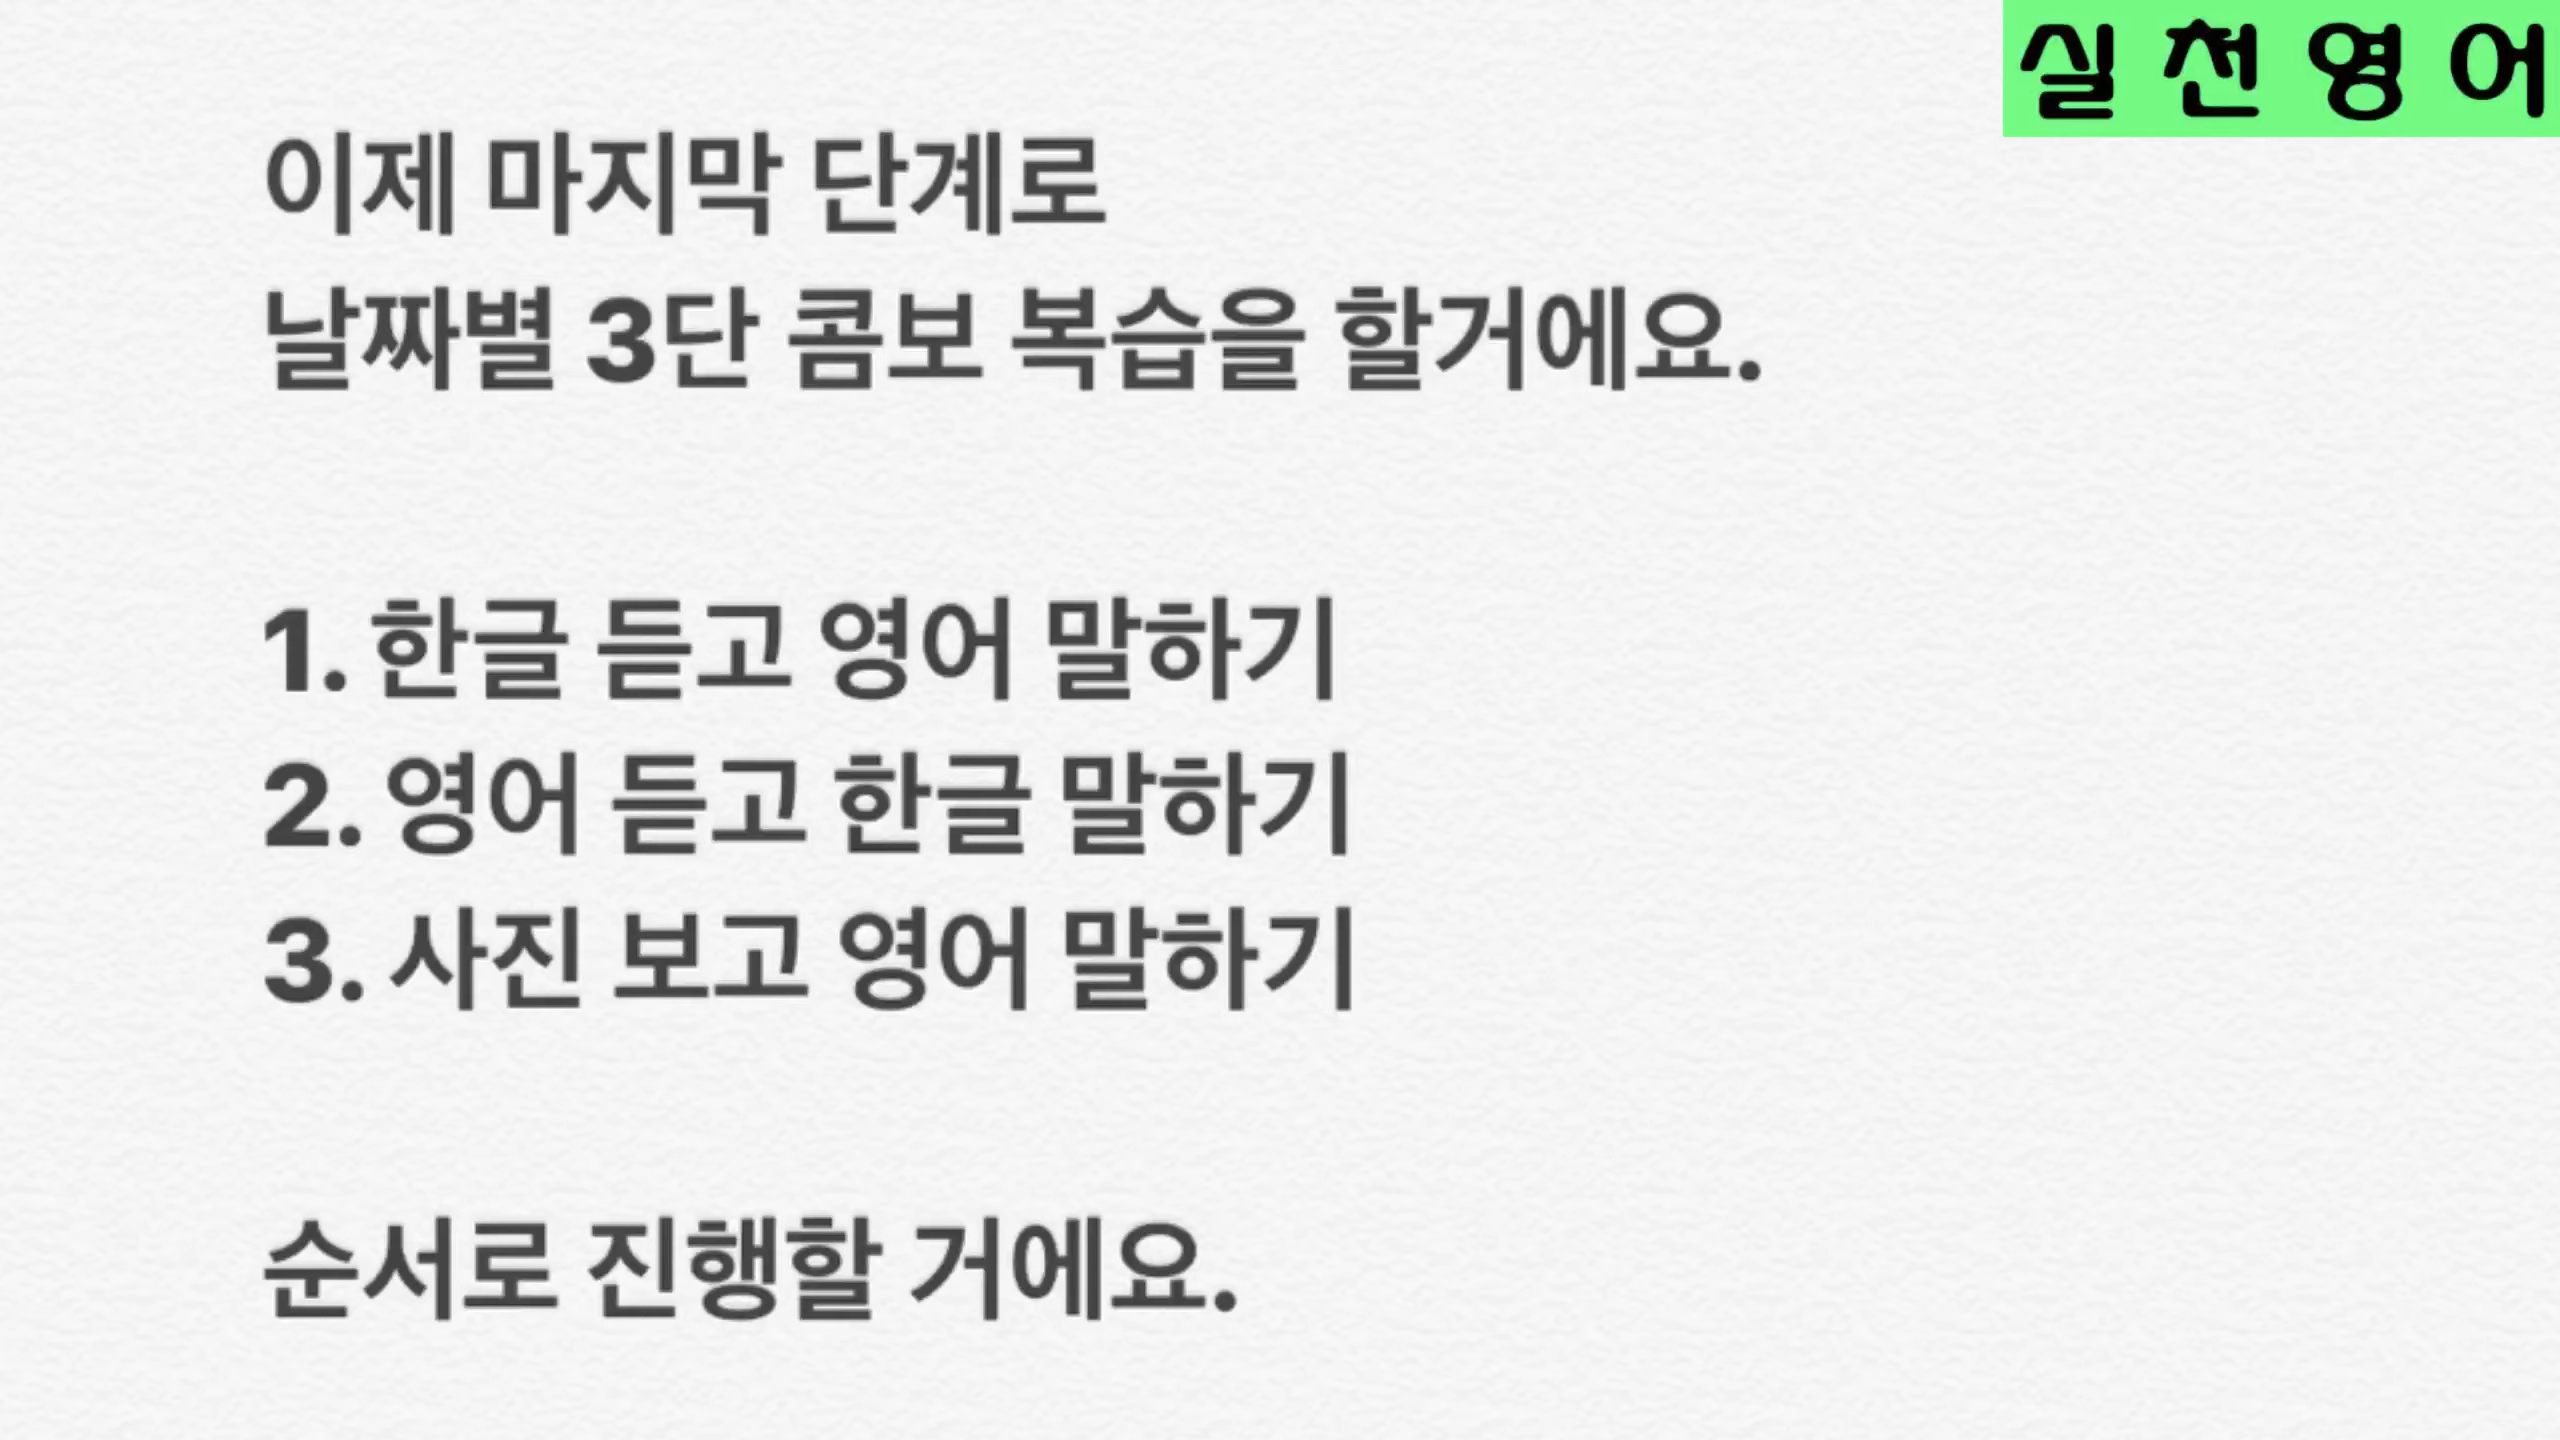 실천영어
이제 마지막 단계로
날짜별 3단 콤보 복습을 할거에요.
1. 한글 듣고 영어 말하기
2. 영어 듣고 한글 말하기
3. 사진 보고 영어 말하기
순서로 진행할 거에요.